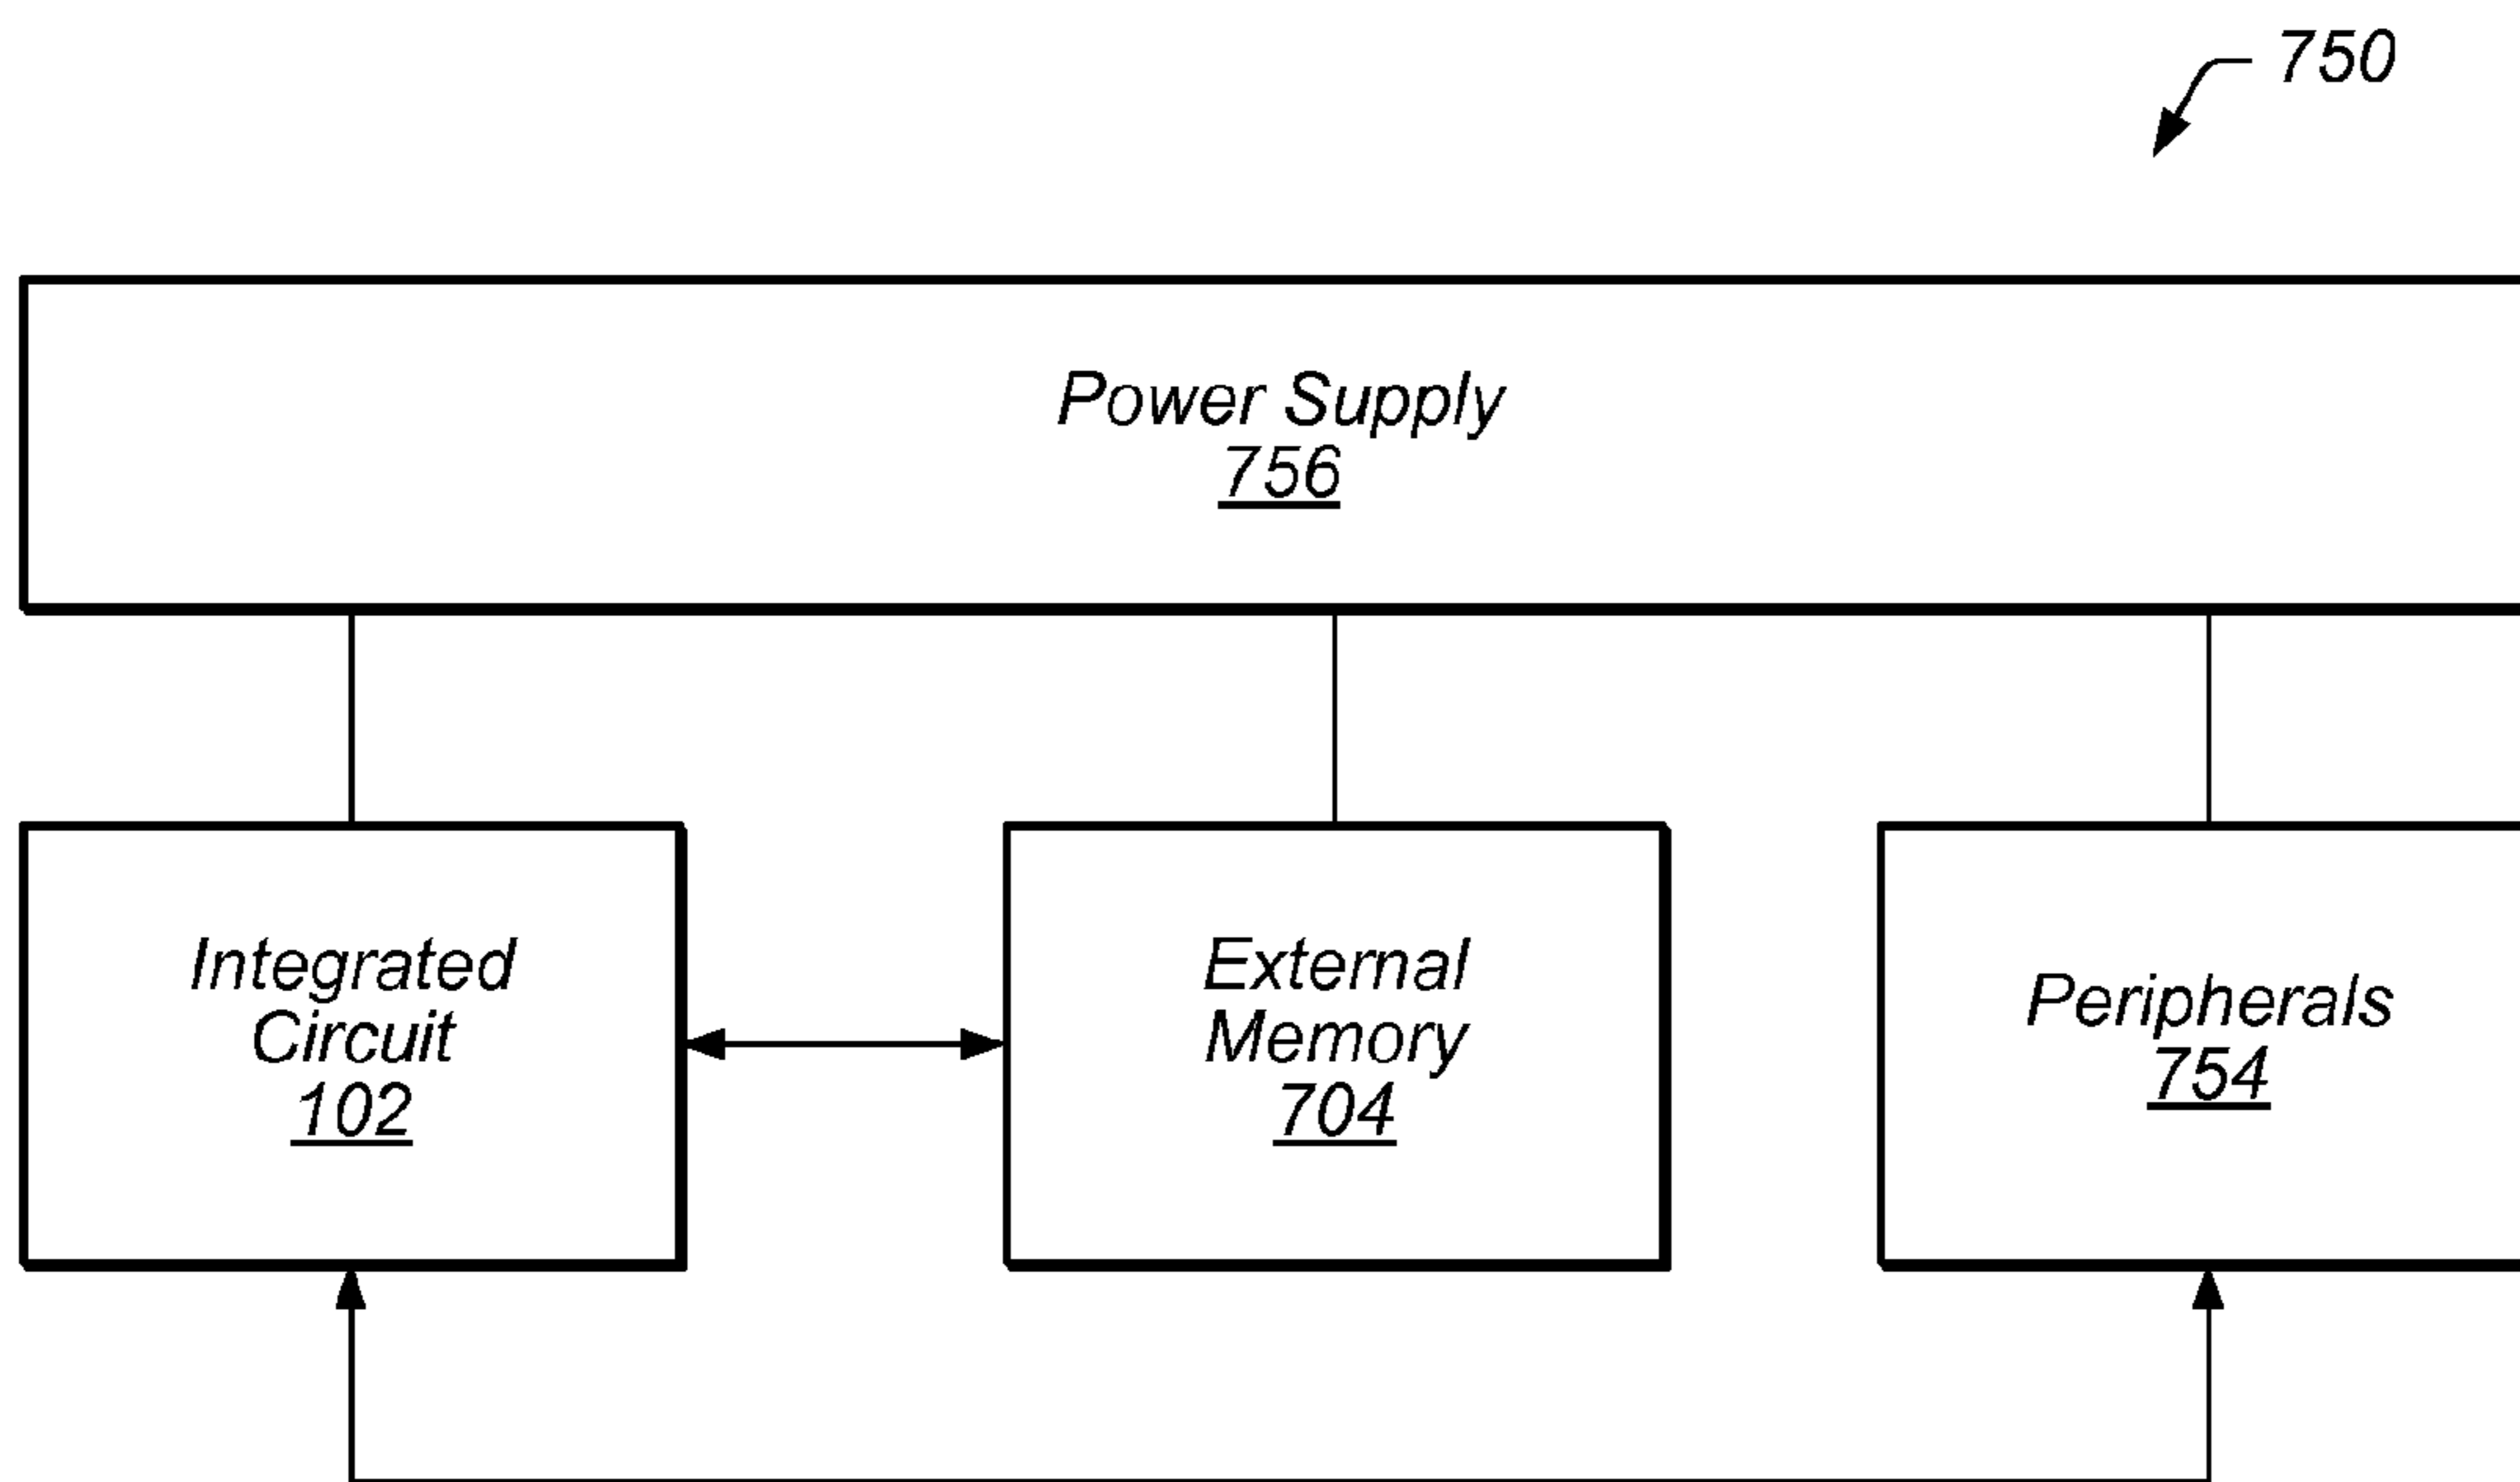 750
Power Supply
756
Integrated
Circuit
102
External
Memory
704
Peripherals
754